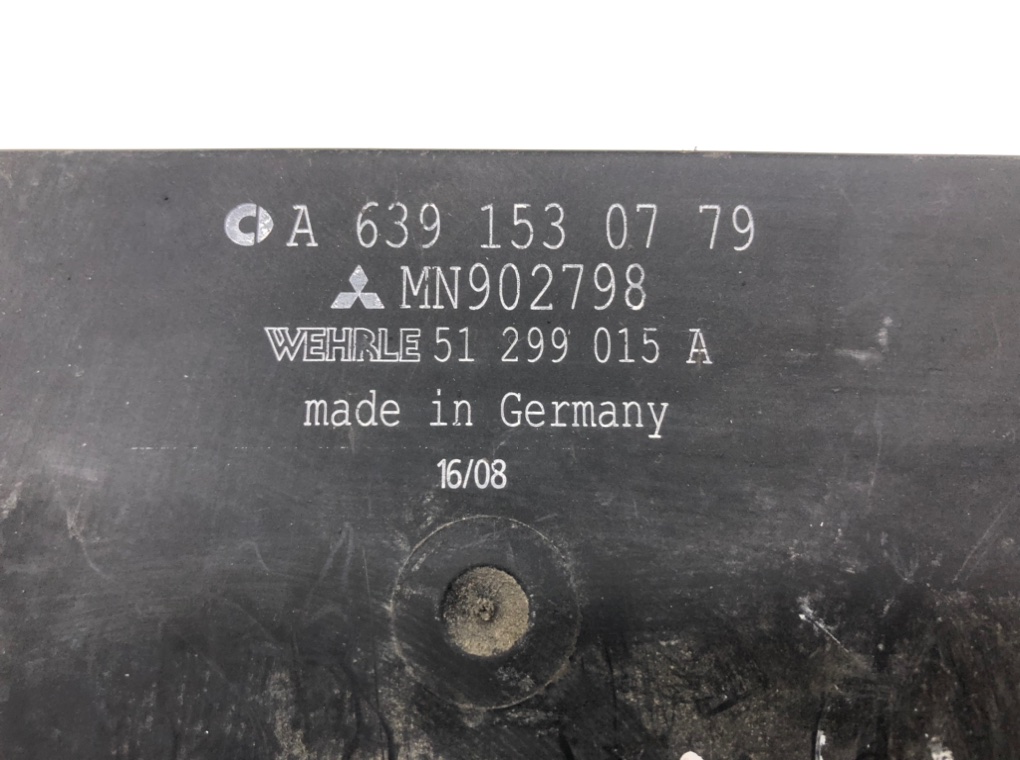 A 639 153 07 79
MN902798
WEHRLE 51 299 015 A
made in Germany
16/08